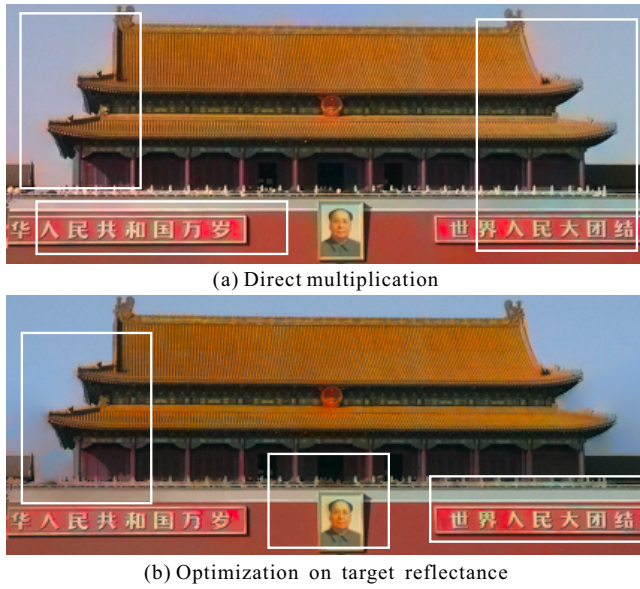 华人民共和国万岁
世界人民大团结
(a) Direct multiplication
华人民共和国万岁
世界人民大团结
(b) Optimization on target reflectance